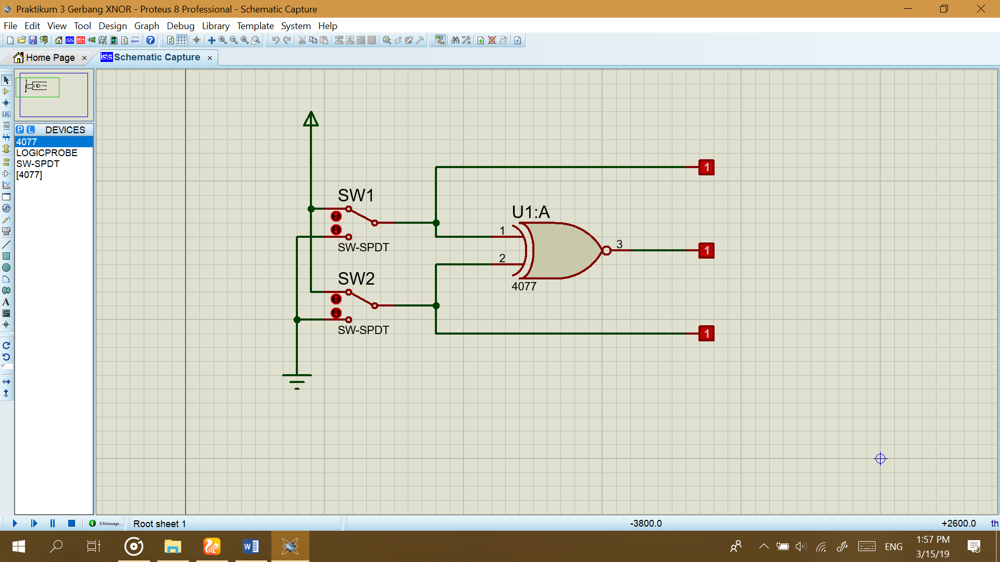 Praktikum 3 Gerbang XNOR - Proteus 8 Professional - Schematic Capture
File Edit View Tool Design Graph Debug Library Template System Help
Home Page × Schematic Capture ×
P L DEVICES
4077
LOGICPROBE
SW-SPDT
[4077]
LBL
A
S
SW1
SW-SPDT
SW2
SW-SPDT
U1:A
1
2
3
4077
1
1
1
8 Message...
Root sheet 1
-3800.0
+2600.0
th
ENG
1:57 PM
3/15/19